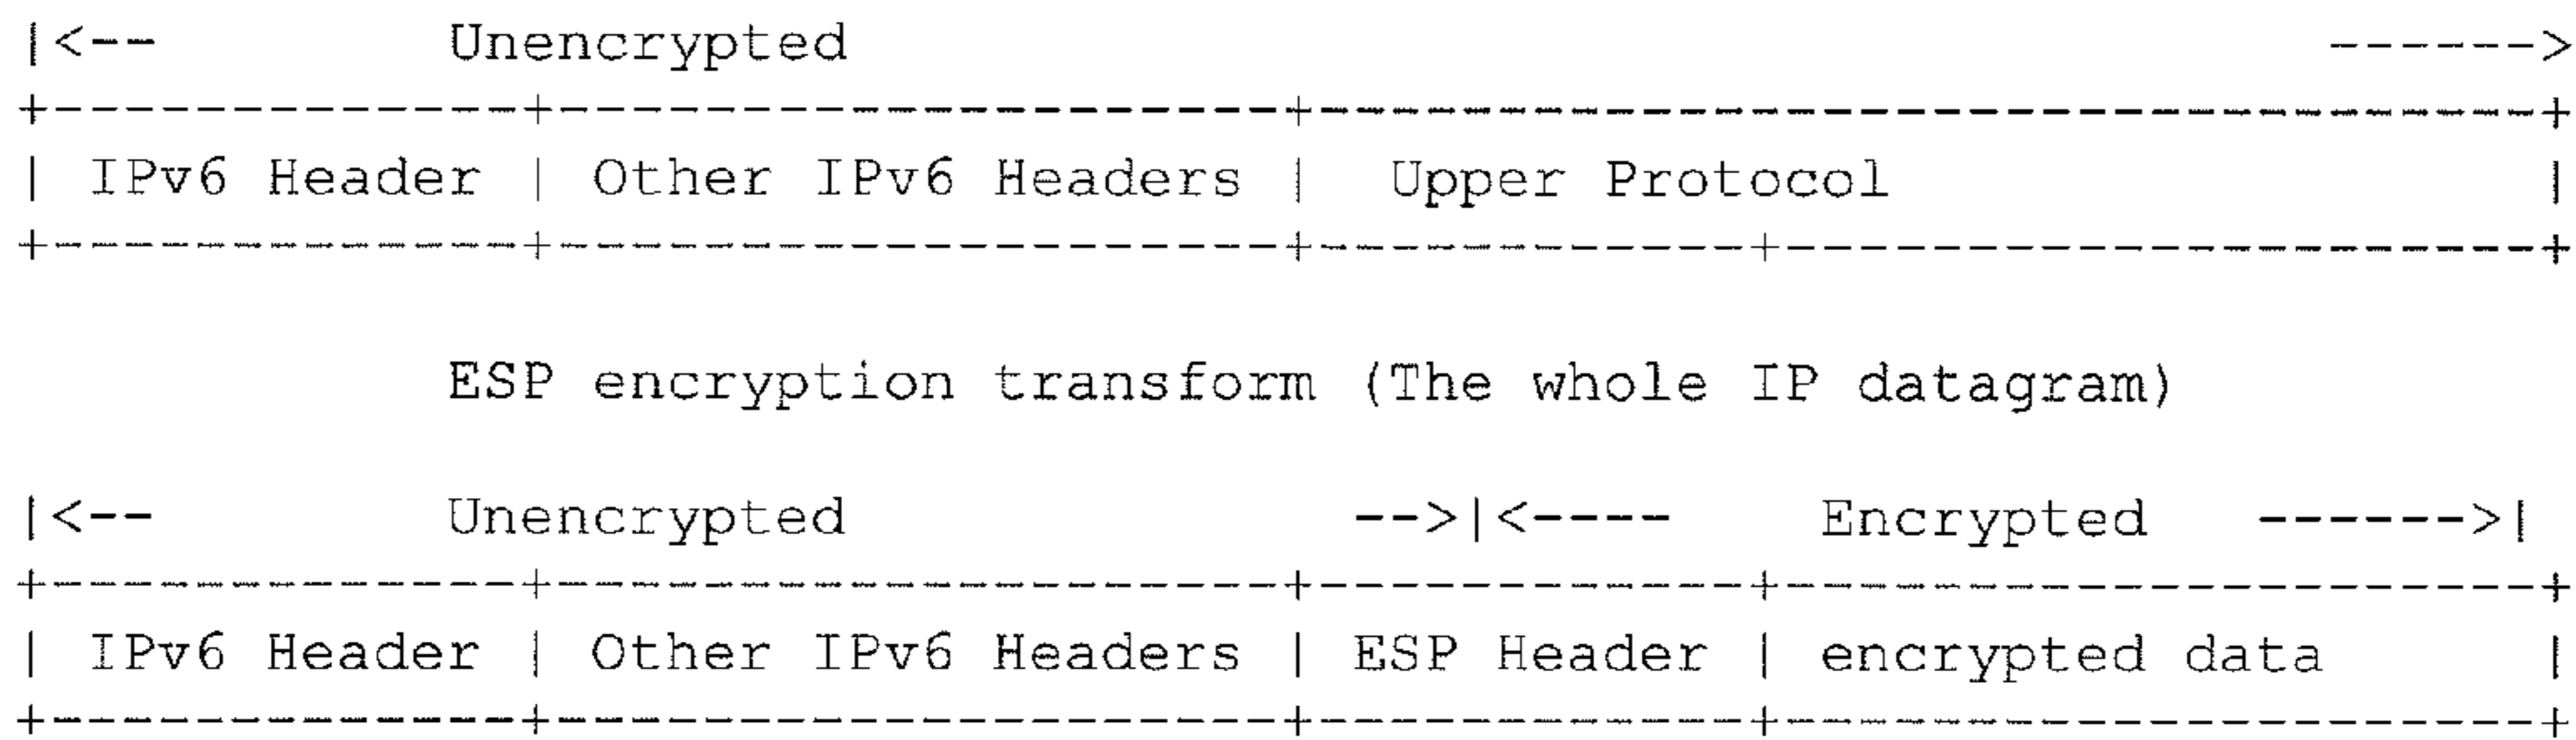 |<--        Unencrypted                                        ------>
+-------------+--------------------+----------------------------------+
| IPv6 Header | Other IPv6 Headers |  Upper Protocol                  |
+-------------+--------------------+------------+---------------------+
ESP encryption transform (The whole IP datagram)
|<--        Unencrypted              -->|<----    Encrypted   ------>|
+-------------+--------------------+------------+---------------------+
| IPv6 Header | Other IPv6 Headers | ESP Header | encrypted data      |
+-------------+--------------------+------------+---------------------+